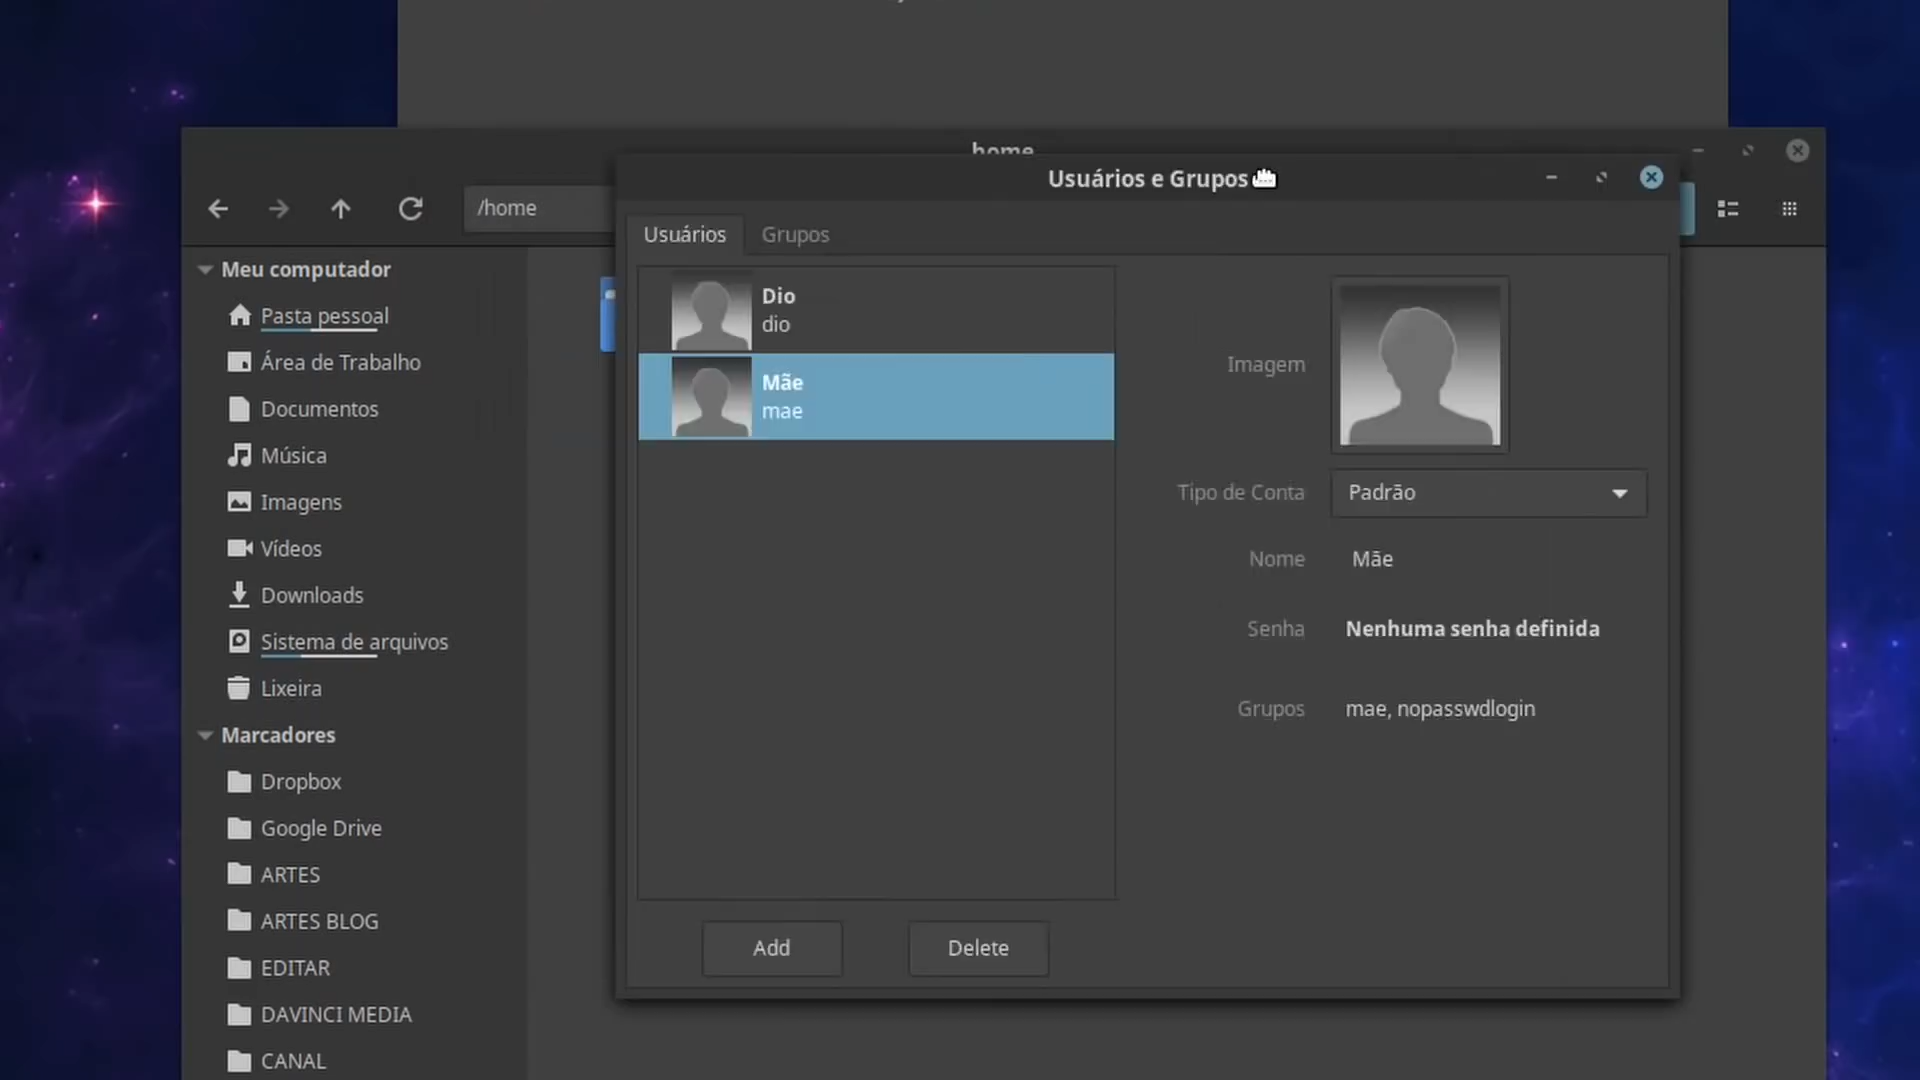 home
Usuários e Grupos
/home
Usuários
Grupos
Meu computador
Pasta pessoal
Área de Trabalho
Documentos
Música
Imagens
Vídeos
Downloads
Sistema de arquivos
Lixeira
Marcadores
Dropbox
Google Drive
ARTES
ARTES BLOG
EDITAR
DAVINCI MEDIA
CANAL
Dio
dio
Mãe
mae
Add
Delete
Imagem
Tipo de Conta
Padrão
Nome
Mãe
Senha
Nenhuma senha definida
Grupos
mae, nopasswdlogin